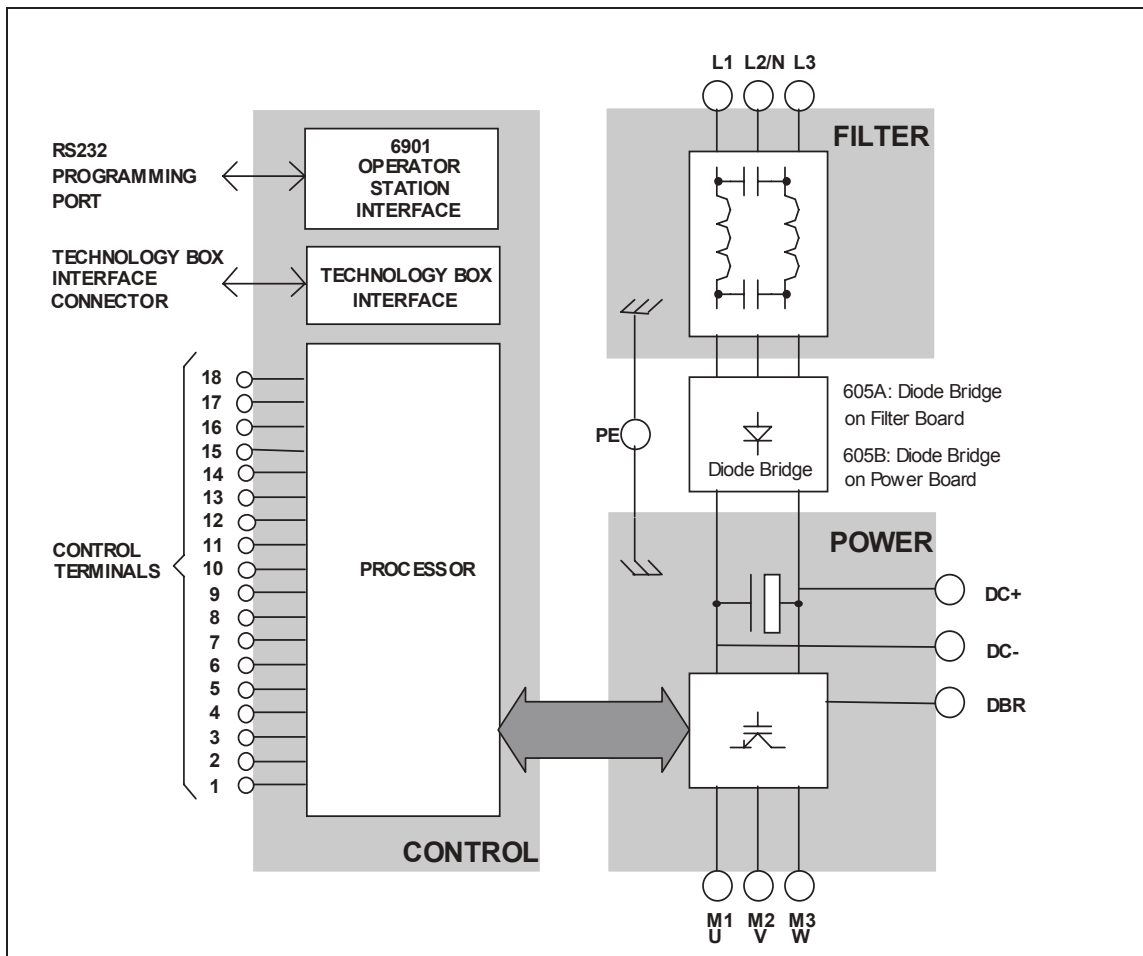 L1 L2/N L3
FILTER
RS232
PROGRAMMING
PORT
6901
OPERATOR
STATION
INTERFACE
TECHNOLOGY BOX
INTERFACE
CONNECTOR
TECHNOLOGY BOX
INTERFACE
18
17
16
15
14
13
12
11
10
9
8
7
6
5
4
3
2
1
CONTROL
TERMINALS
PROCESSOR
CONTROL
PE
Diode Bridge
605A: Diode Bridge
on Filter Board
605B: Diode Bridge
on Power Board
POWER
DC+
DC-
DBR
M1 M2 M3
U V W